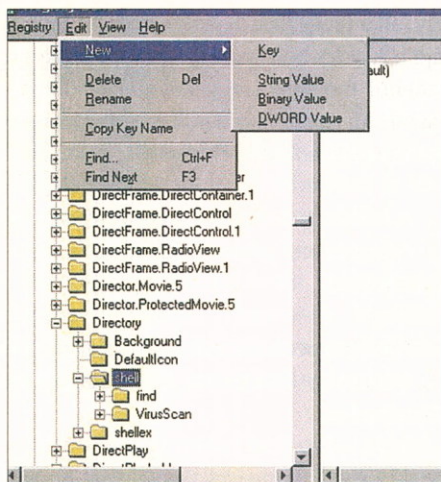 Registry Edit View Help
New
Delete Del
Rename
Copy Key Name
Find... Ctrl+F
Find Next F3
Key
String Value
Binary Value
DWORD Value
ault)
er
DirectFrame.DirectContainer.1
DirectFrame.DirectControl
DirectFrame.DirectControl.1
DirectFrame.RadioView
DirectFrame.RadioView.1
Director.Movie.5
Director.ProtectedMovie.5
Directory
Background
DefaultIcon
shell
find
VirusScan
shellex
DirectPlay